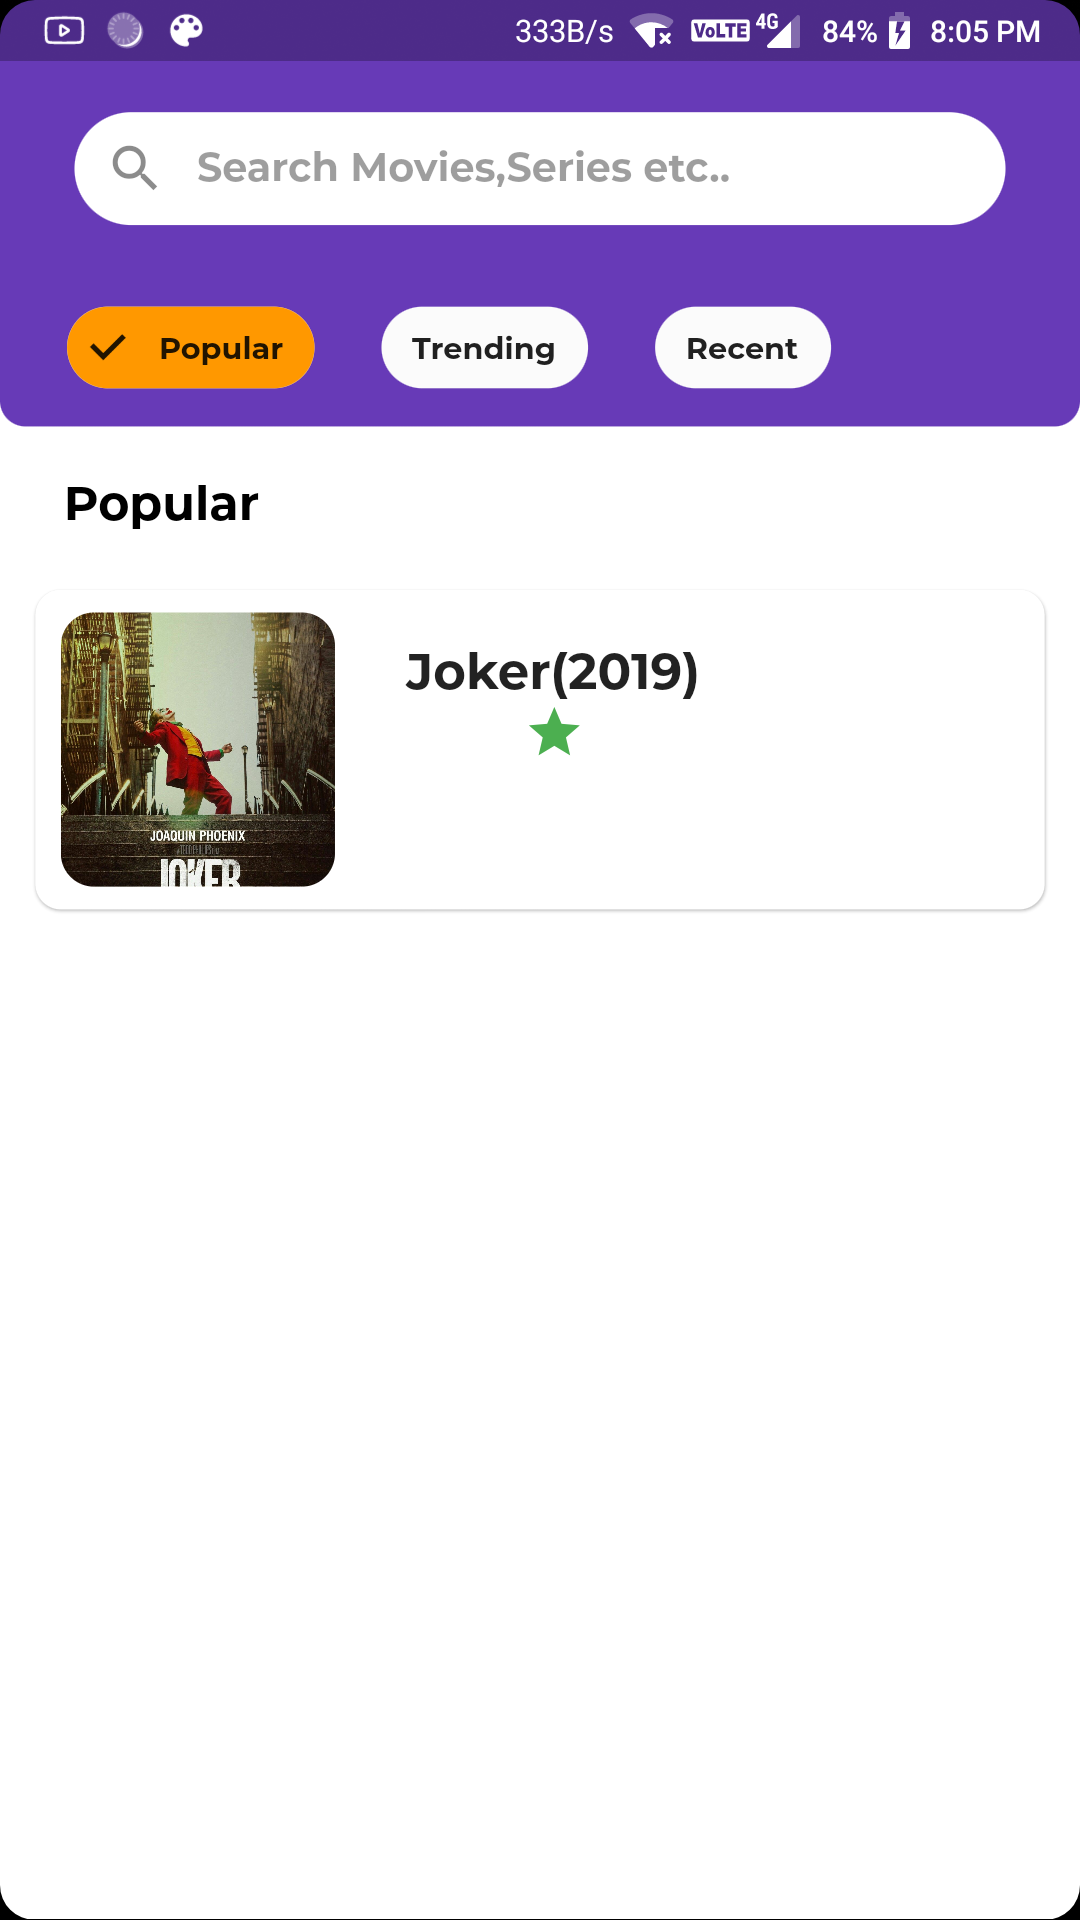 333B/s VoLTE 4G 84% 8:05 PM
Search Movies,Series etc..
Popular Trending Recent
Popular
Joker(2019)
JOAQUIN PHOENIX
JOKER